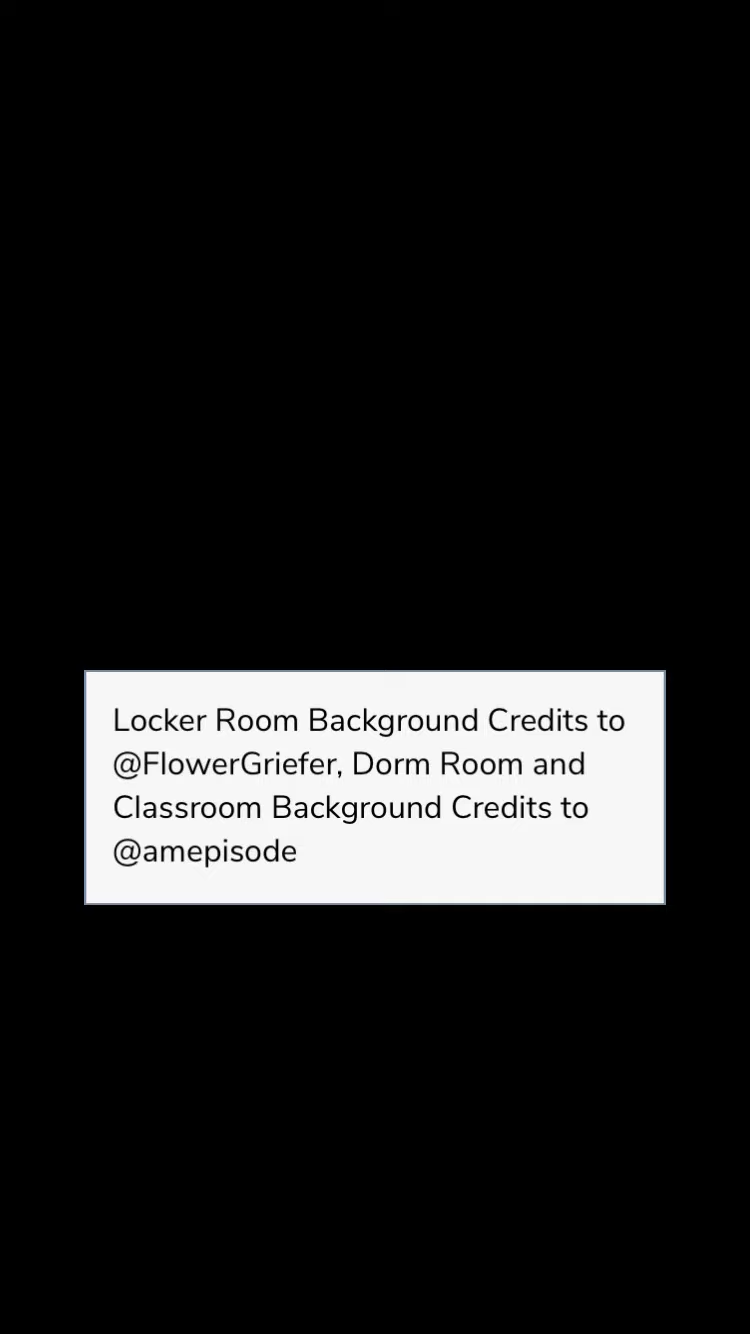 Locker Room Background Credits to
@FlowerGriefer, Dorm Room and
Classroom Background Credits to
@amepisode